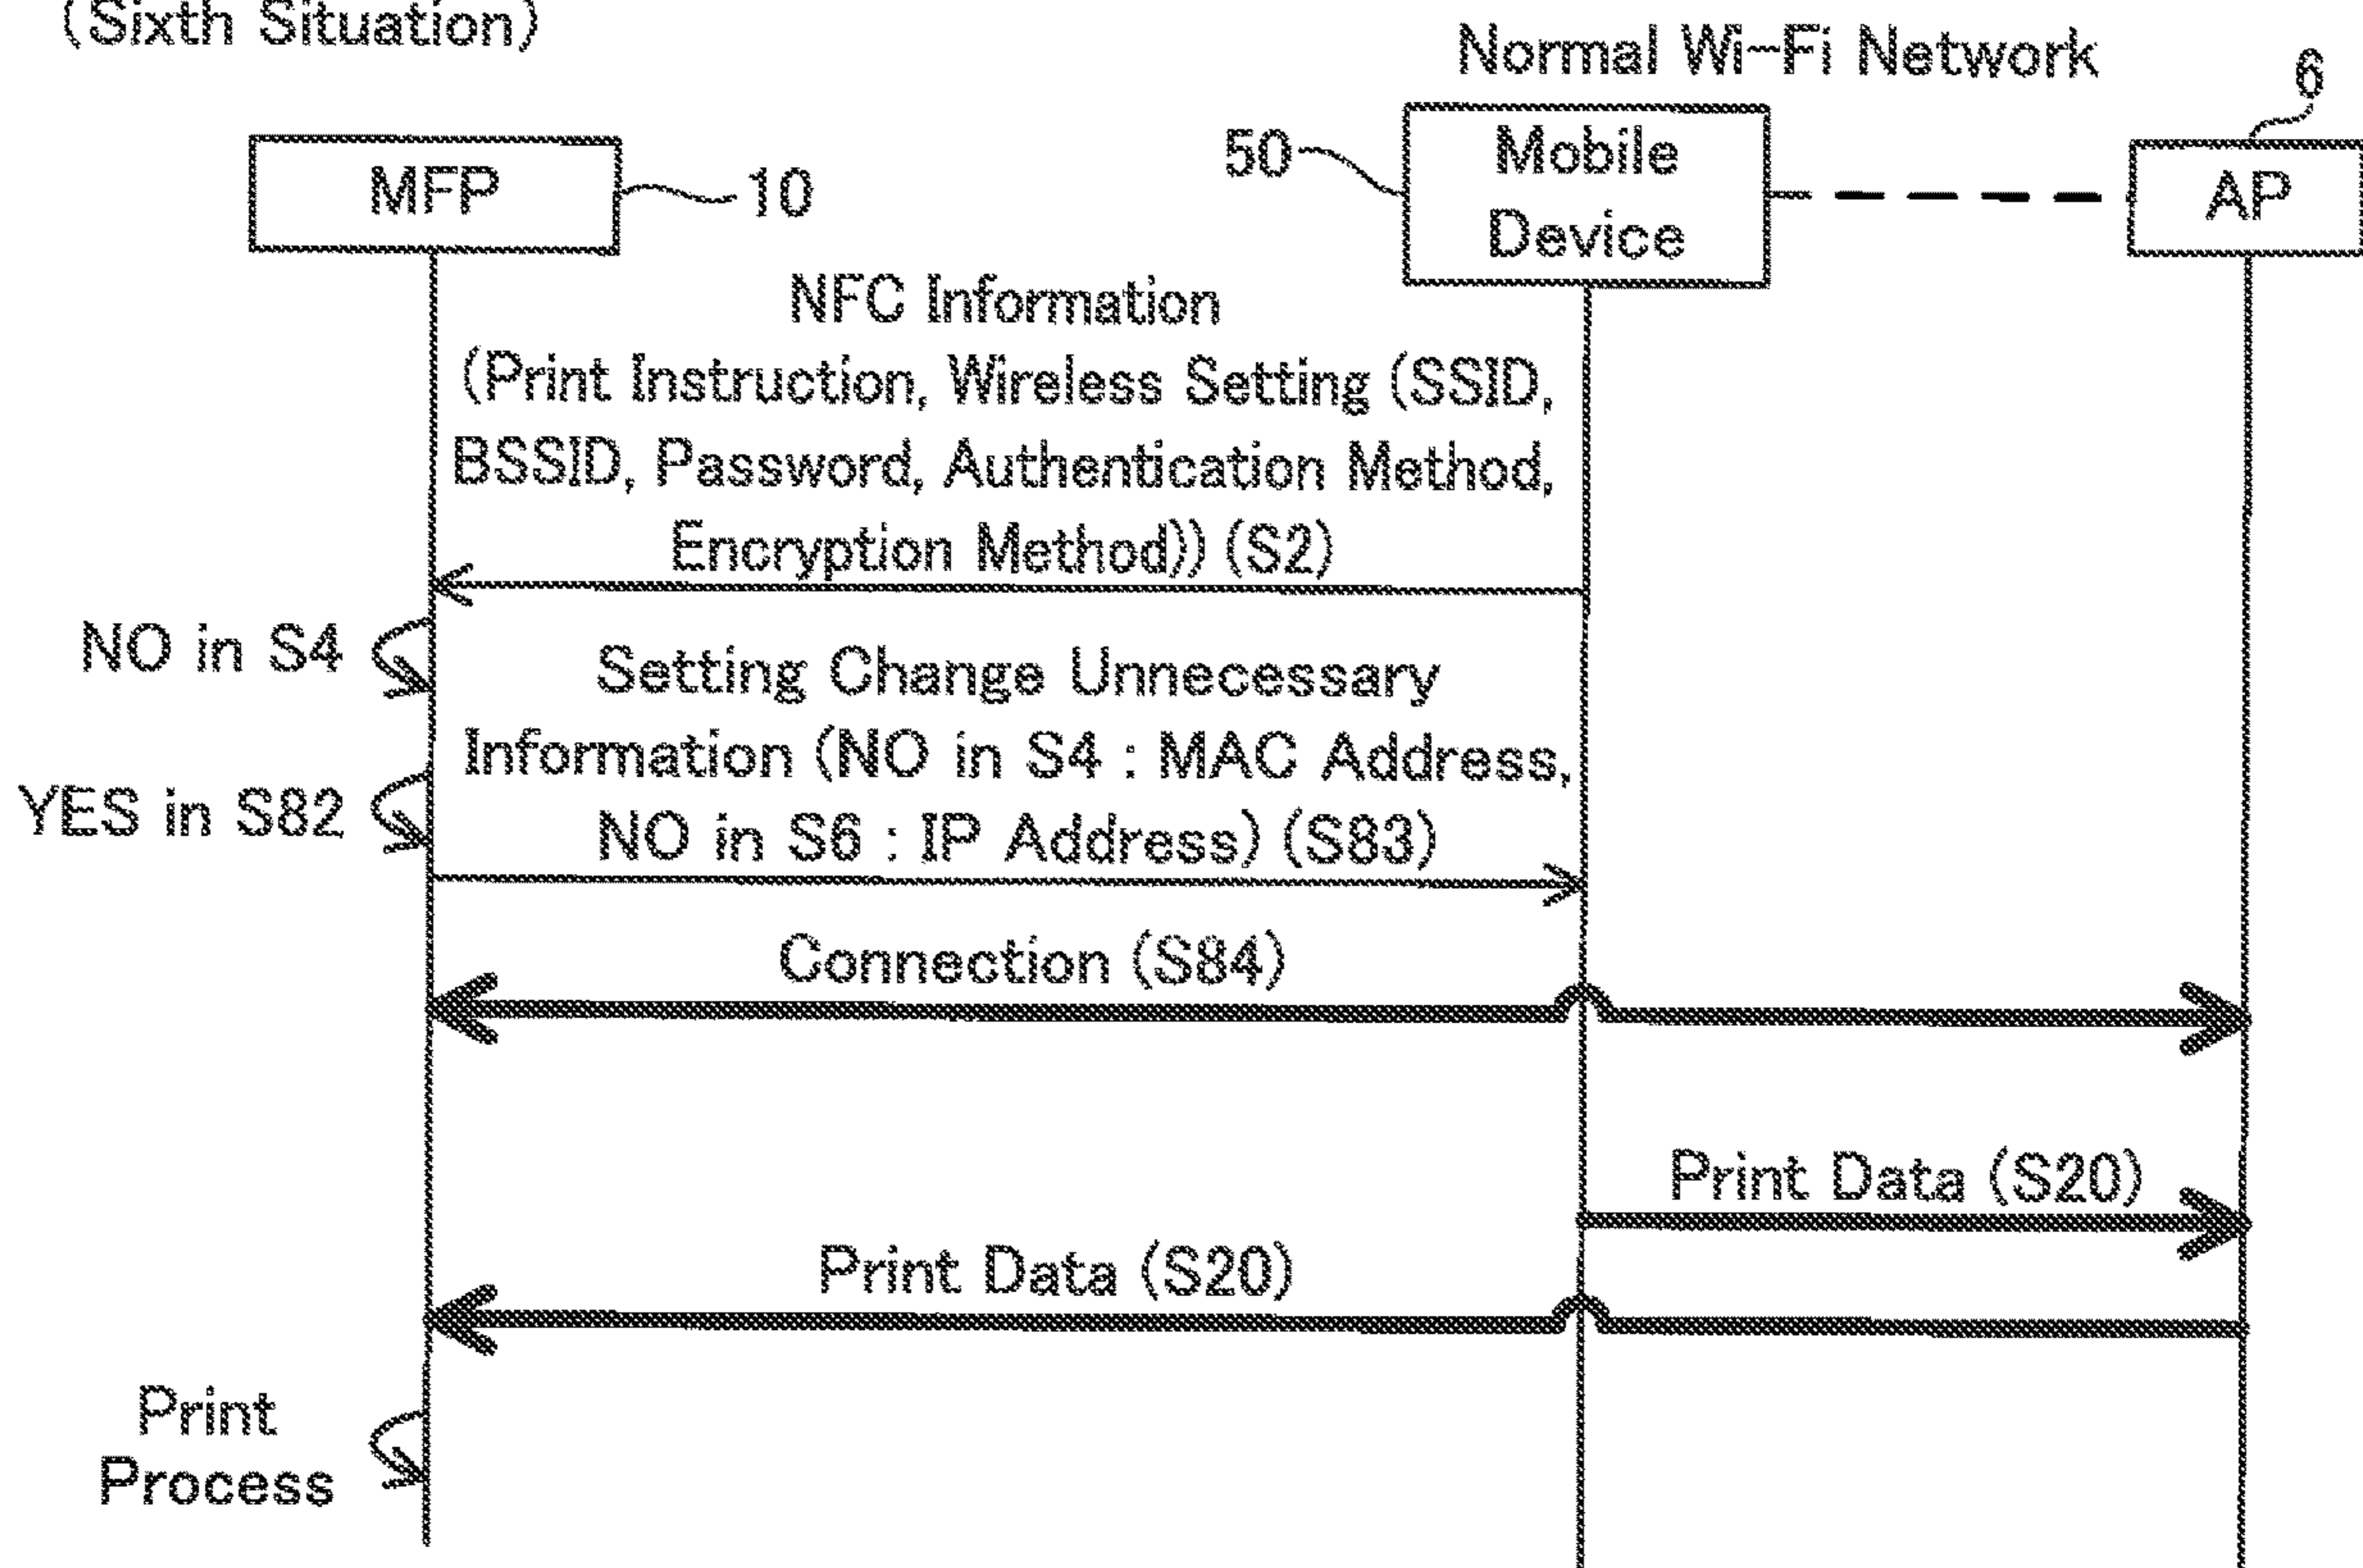 (Sixth Situation)
Normal Wi-Fi Network
6
MFP
10
50
Mobile
Device
AP
NFC Information
(Print Instruction, Wireless Setting (SSID,
BSSID, Password, Authentication Method,
Encryption Method)) (S2)
NO in S4
Setting Change Unnecessary
Information (NO in S4 : MAC Address,
NO in S6 : IP Address) (S83)
YES in S82
Connection (S84)
Print Data (S20)
Print Data (S20)
Print
Process